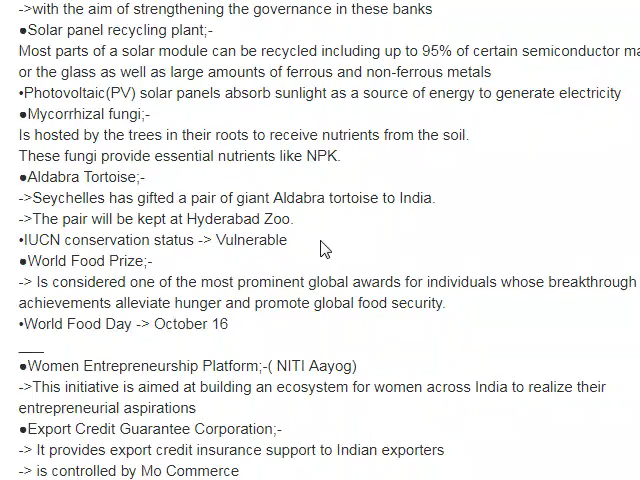 ->with the aim of strengthening the governance in these banks
●Solar panel recycling plant;-
Most parts of a solar module can be recycled including up to 95% of certain semiconductor
or the glass as well as large amounts of ferrous and non-ferrous metals
•Photovoltaic(PV) solar panels absorb sunlight as a source of energy to generate electricity
●Mycorrhizal fungi;-
Is hosted by the trees in their roots to receive nutrients from the soil.
These fungi provide essential nutrients like NPK.
●Aldabra Tortoise;-
->Seychelles has gifted a pair of giant Aldabra tortoise to India.
->The pair will be kept at Hyderabad Zoo.
•IUCN conservation status -> Vulnerable
●World Food Prize;-
-> Is considered one of the most prominent global awards for individuals whose breakthrough
achievements alleviate hunger and promote global food security.
•World Food Day -> October 16
___
●Women Entrepreneurship Platform;-( NITI Aayog)
->This initiative is aimed at building an ecosystem for women across India to realize their
entrepreneurial aspirations
●Export Credit Guarantee Corporation;-
-> It provides export credit insurance support to Indian exporters
-> is controlled by Mo Commerce